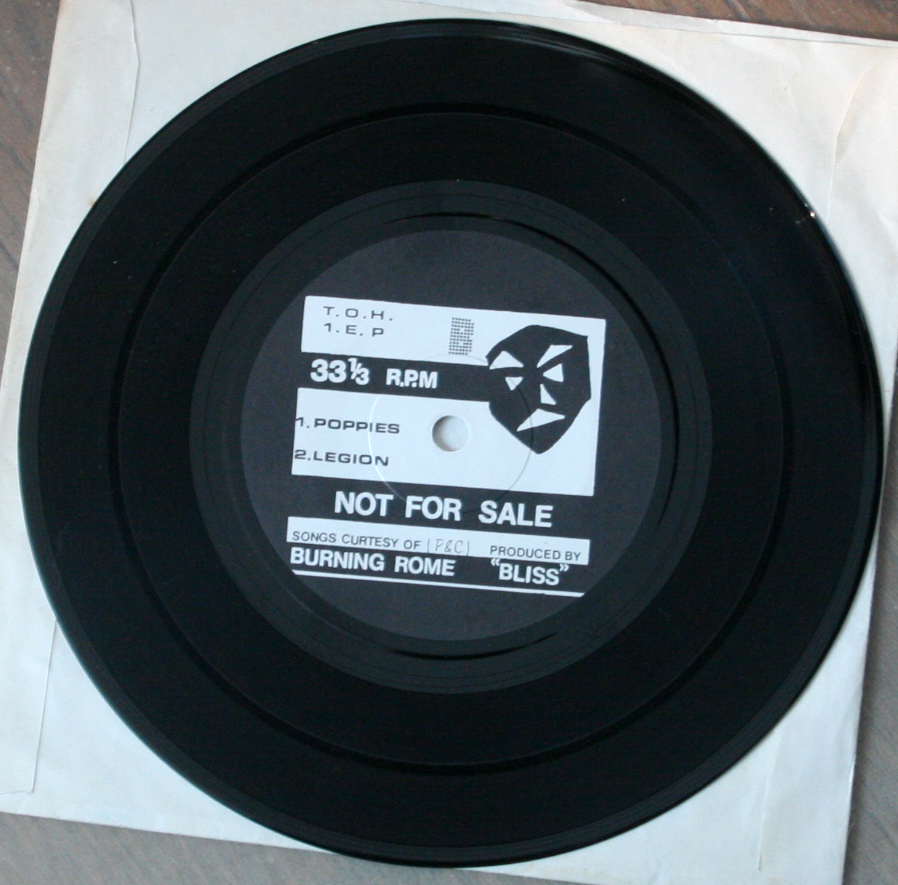 T.O.H.
1.E.P
B
33⅓ R.P.M
1.POPPIES
2.LEGION
NOT FOR SALE
SONGS CURTESY OF (P&C) PRODUCED BY
BURNING ROME "BLISS"